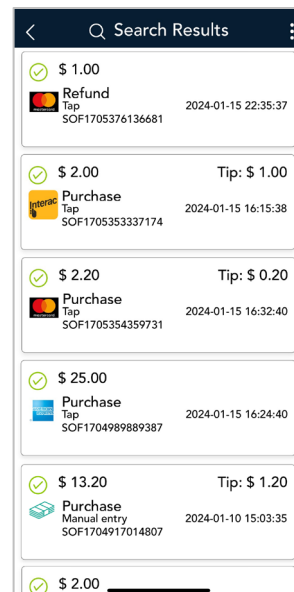 Search Results
$ 1.00
Refund
Tap 2024-01-15 22:35:37
SOF1705376136681
$ 2.00 Tip: $ 1.00
Interac Purchase
Tap 2024-01-15 16:15:38
SOF1705353337174
$ 2.20 Tip: $ 0.20
Purchase
Tap 2024-01-15 16:32:40
SOF1705354359731
$ 25.00
Purchase
Tap 2024-01-15 16:24:40
SOF1704989889387
$ 13.20 Tip: $ 1.20
Purchase
Manual entry 2024-01-10 15:03:35
SOF1704917014807
$ 2.00